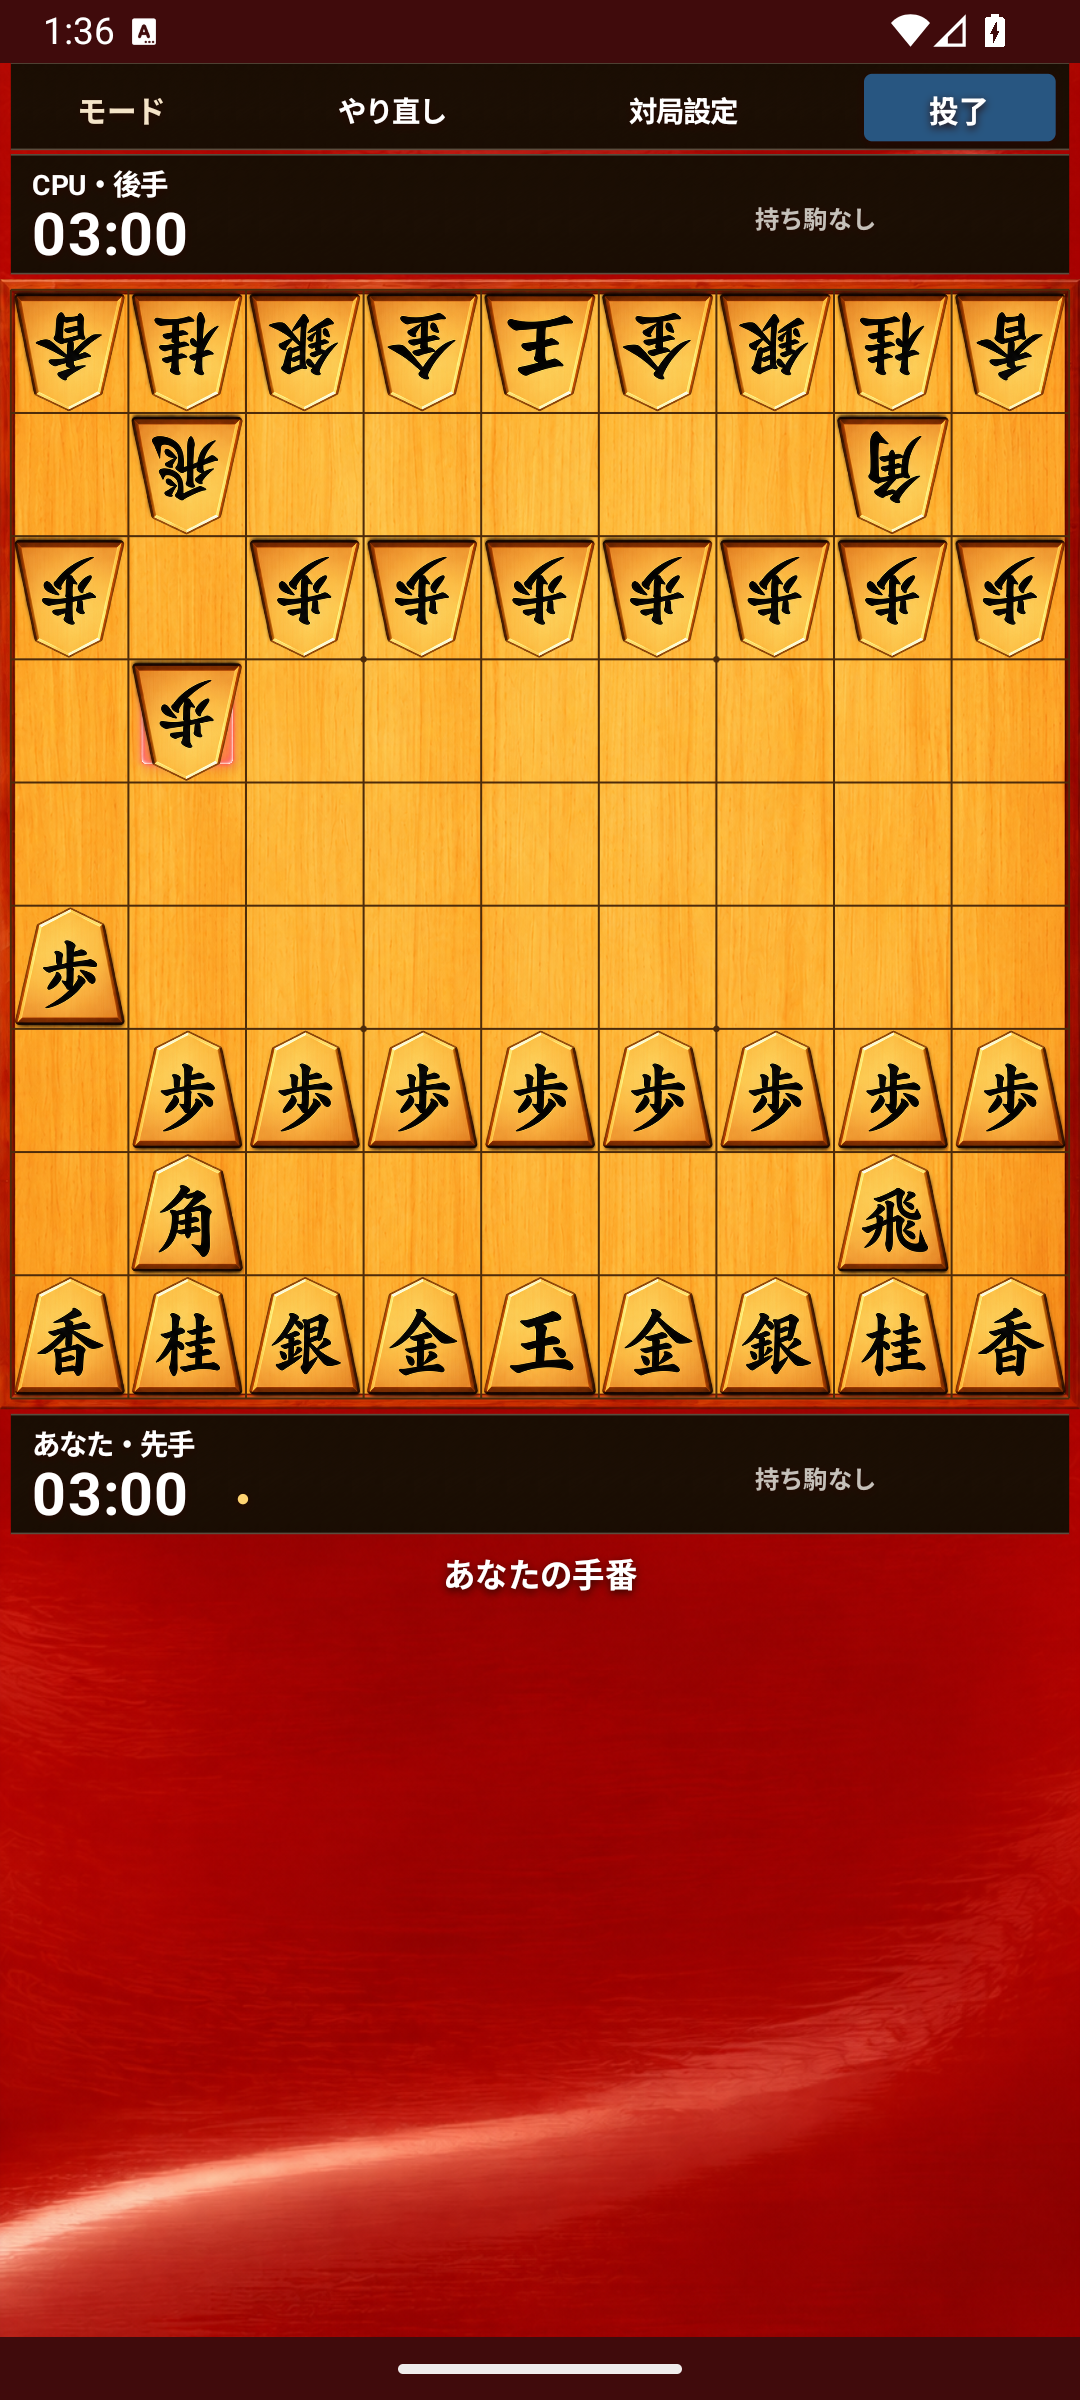 1:36
モード やり直し 対局設定 投了
CPU・後手
03:00
持ち駒なし
香 桂 銀 金 王 金 銀 桂 香
飛 角
歩 歩 歩 歩 歩 歩 歩 歩
歩
歩
歩 歩 歩 歩 歩 歩 歩 歩
角 飛
香 桂 銀 金 玉 金 銀 桂 香
あなた・先手
03:00
持ち駒なし
あなたの手番